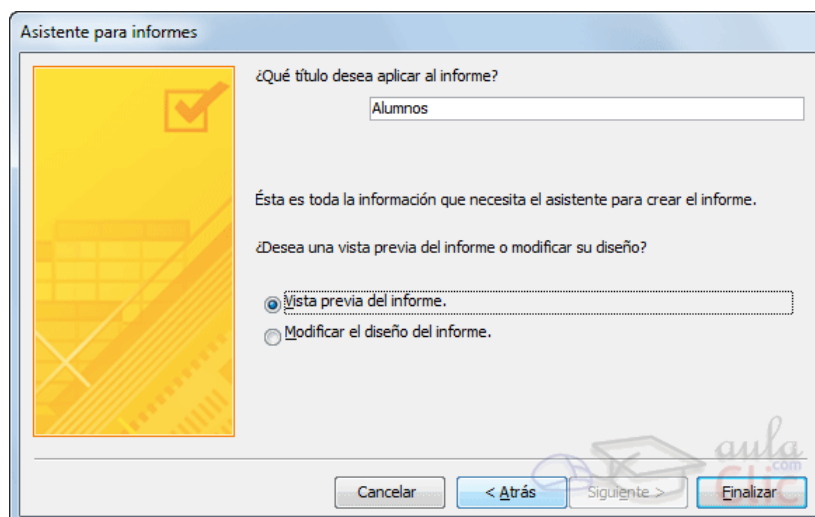 Asistente para informes
¿Qué título desea aplicar al informe?
Alumnos
Ésta es toda la información que necesita el asistente para crear el informe.
¿Desea una vista previa del informe o modificar su diseño?
Vista previa del informe.
Modificar el diseño del informe.
aula
.com
Clic
Cancelar
< Atrás
Siguiente >
Finalizar